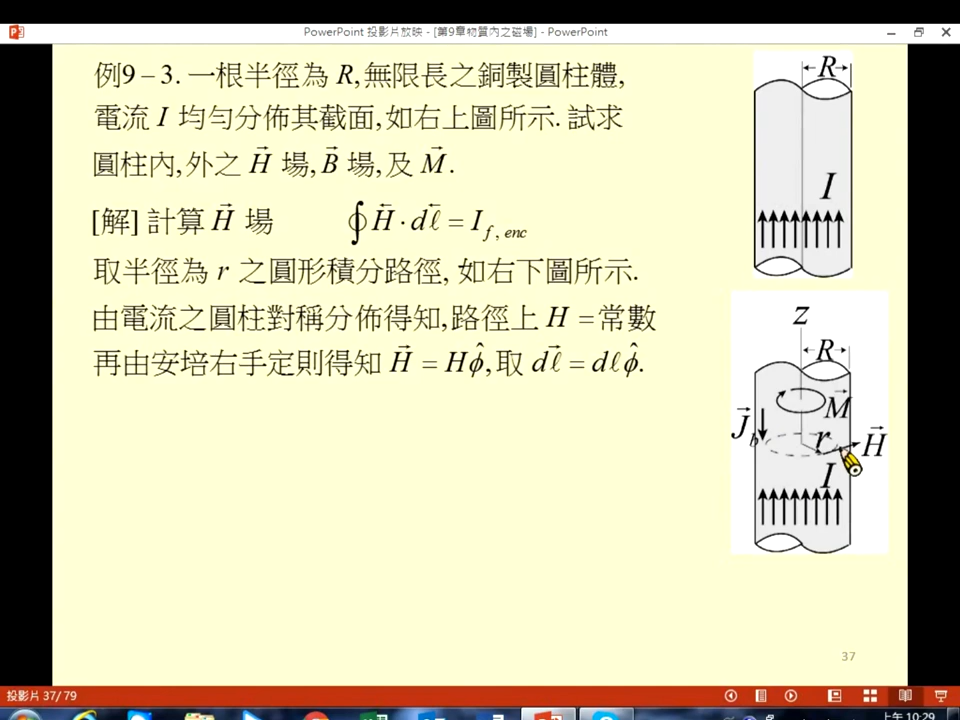 PowerPoint 投影片放映 - [第9章物質內之磁場] - PowerPoint
例9 – 3. 一根半徑為 R, 無限長之銅製圓柱體,
電流 I 均勻分佈其截面, 如右上圖所示. 試求
圓柱內, 外之 H⃗ 場, B⃗ 場, 及 M⃗ .
[解] 計算 H⃗ 場 ∮ H⃗ · dℓ⃗ = I_{f, enc}
取半徑為 r 之圓形積分路徑, 如右下圖所示.
由電流之圓柱對稱分佈得知, 路徑上 H = 常數
再由安培右手定則得知 H⃗ = Hφ̂, 取 dℓ⃗ = dℓφ̂.
R
I
z
R
M⃗
J⃗_b
r
H⃗
I
37
投影片 37/79
上午 10:29